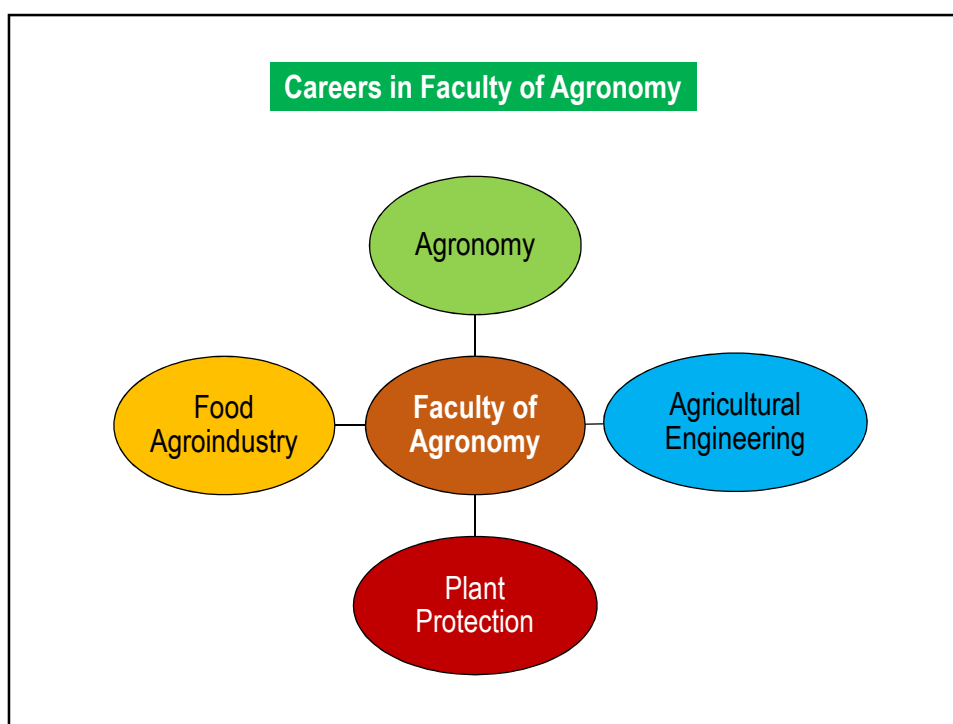 Careers in Faculty of Agronomy
Agronomy
Food
Agroindustry
Faculty of
Agronomy
Agricultural
Engineering
Plant
Protection